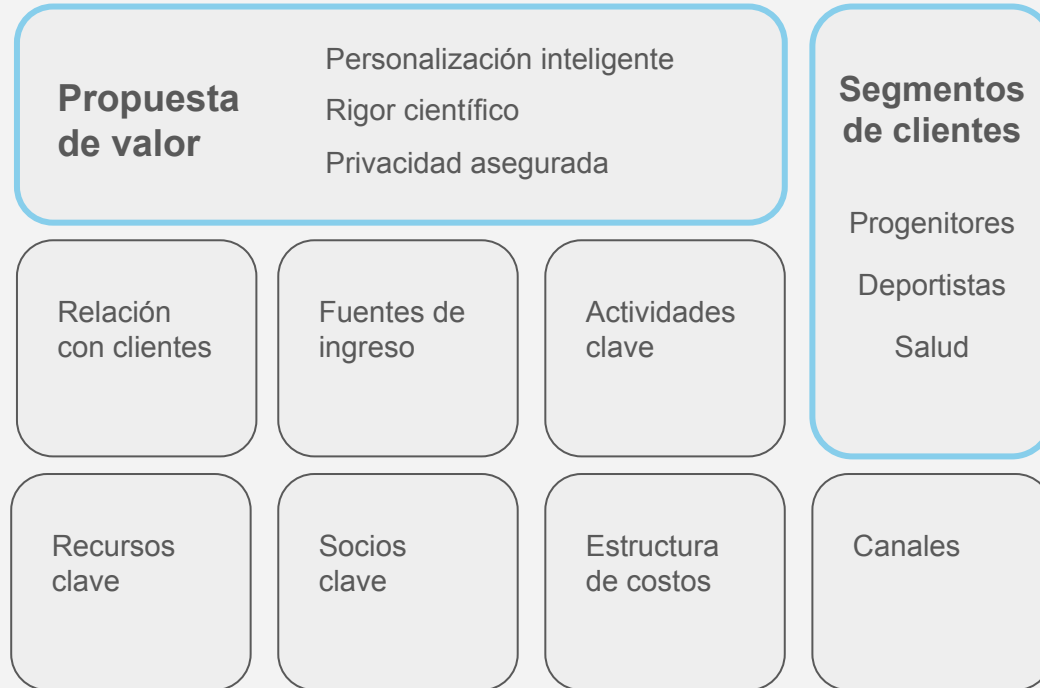 Propuesta
de valor
Personalización inteligente
Rigor científico
Privacidad asegurada
Segmentos
de clientes
Progenitores
Deportistas
Salud
Relación
con clientes
Fuentes de
ingreso
Actividades
clave
Recursos
clave
Socios
clave
Estructura
de costos
Canales